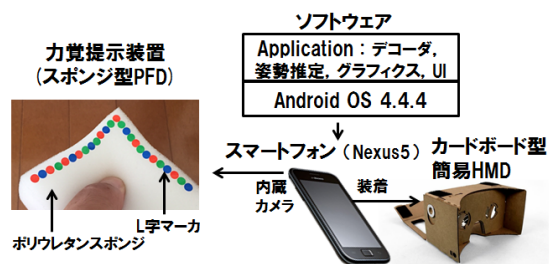 ソフトウェア
Application：デコーダ,
姿勢推定, グラフィクス, UI
Android OS 4.4.4
力覚提示装置
(スポンジ型PFD)
スマートフォン（Nexus5）
カードボード型
簡易HMD
内蔵
カメラ
装着
L字マーカ
ポリウレタンスポンジ